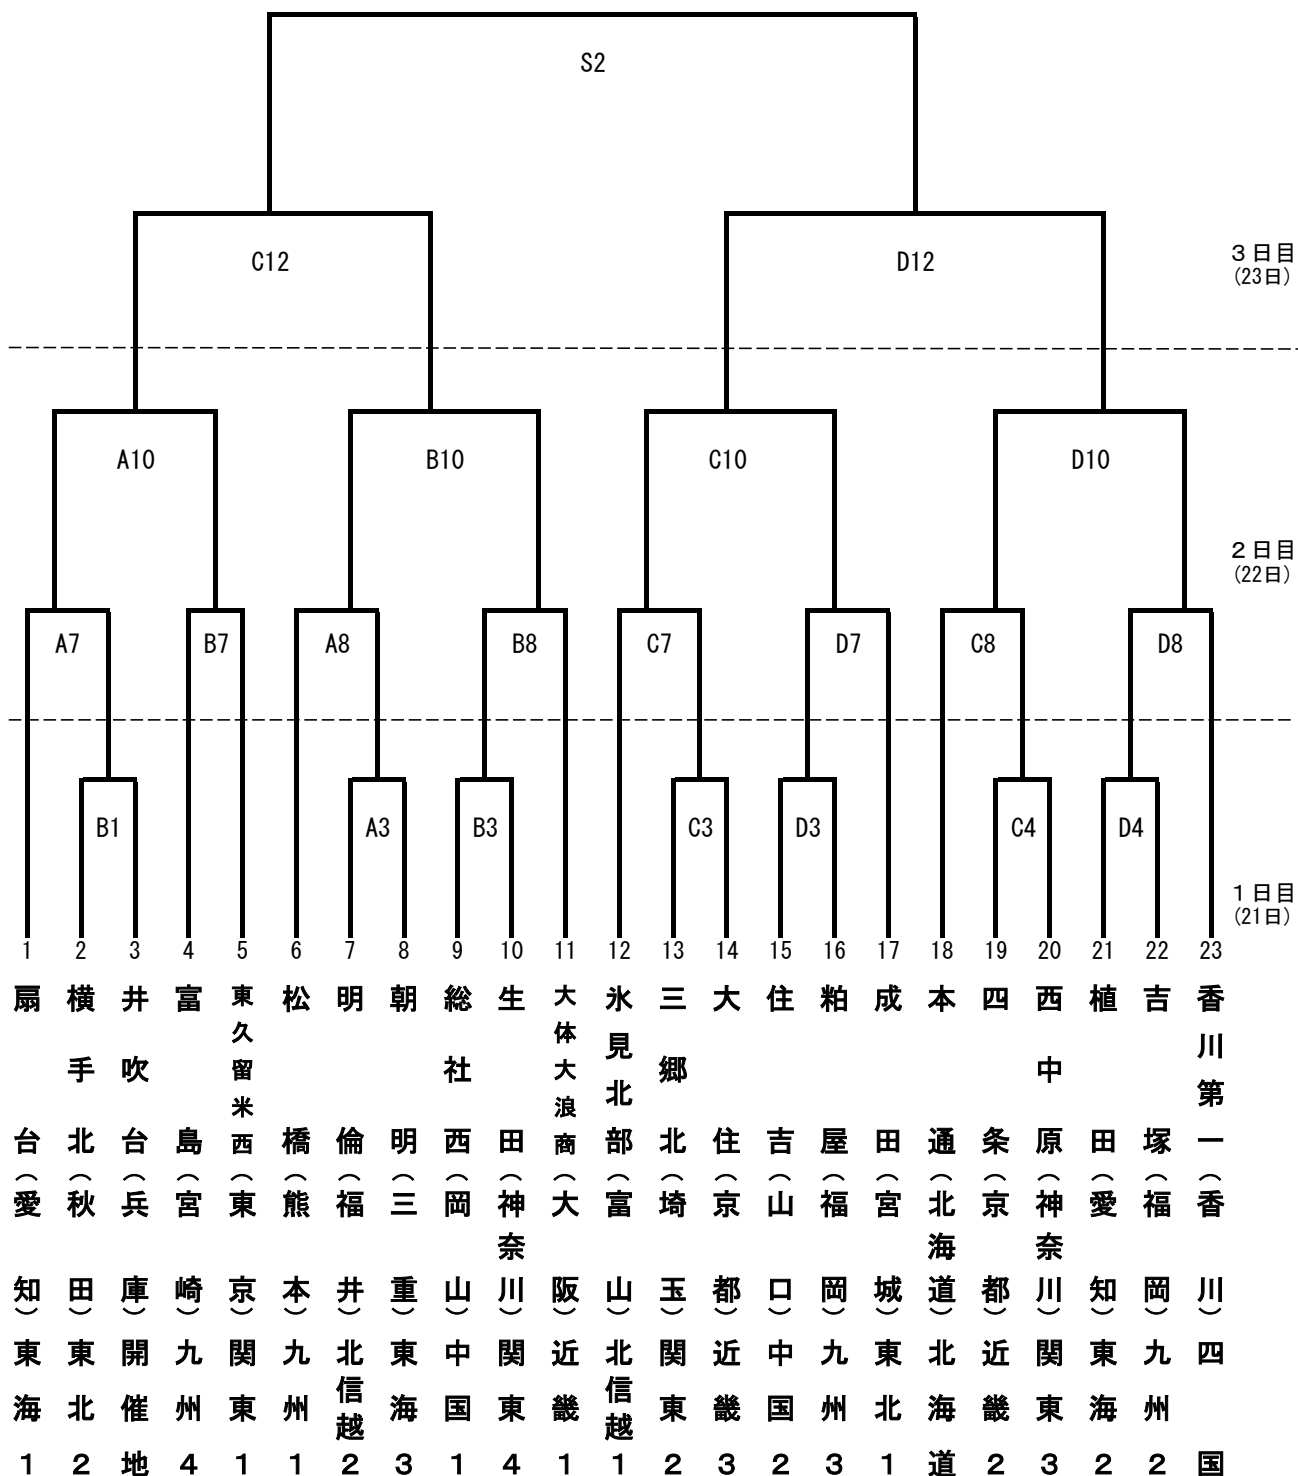 S2
C12
D12
3日目
(23日)
A10
B10
C10
D10
2日目
(22日)
A7
B7
A8
B8
C7
D7
C8
D8
B1
A3
B3
C3
D3
C4
D4
1日目
(21日)
1 2 3 4 5 6 7 8 9 10 11 12 13 14 15 16 17 18 19 20 21 22 23
扇台(愛知)東海1
横手北(秋田)東北2
井吹台(兵庫)開催地
富島(宮崎)九州4
東久留米西(東京)関東1
松橋(熊本)九州1
明倫(福井)北信越2
朝明(三重)東海3
総社西(岡山)中国1
生田(神奈川)関東4
大体大浪商(大阪)近畿1
氷見北部(富山)北信越1
三郷北(埼玉)関東2
大住(京都)近畿3
住吉(山口)中国2
粕屋(福岡)九州3
成田(宮城)東北1
本通(北海道)北海道
四条(京都)近畿2
西中原(神奈川)関東3
植田(愛知)東海2
吉塚(福岡)九州2
香川第一(香川)四国